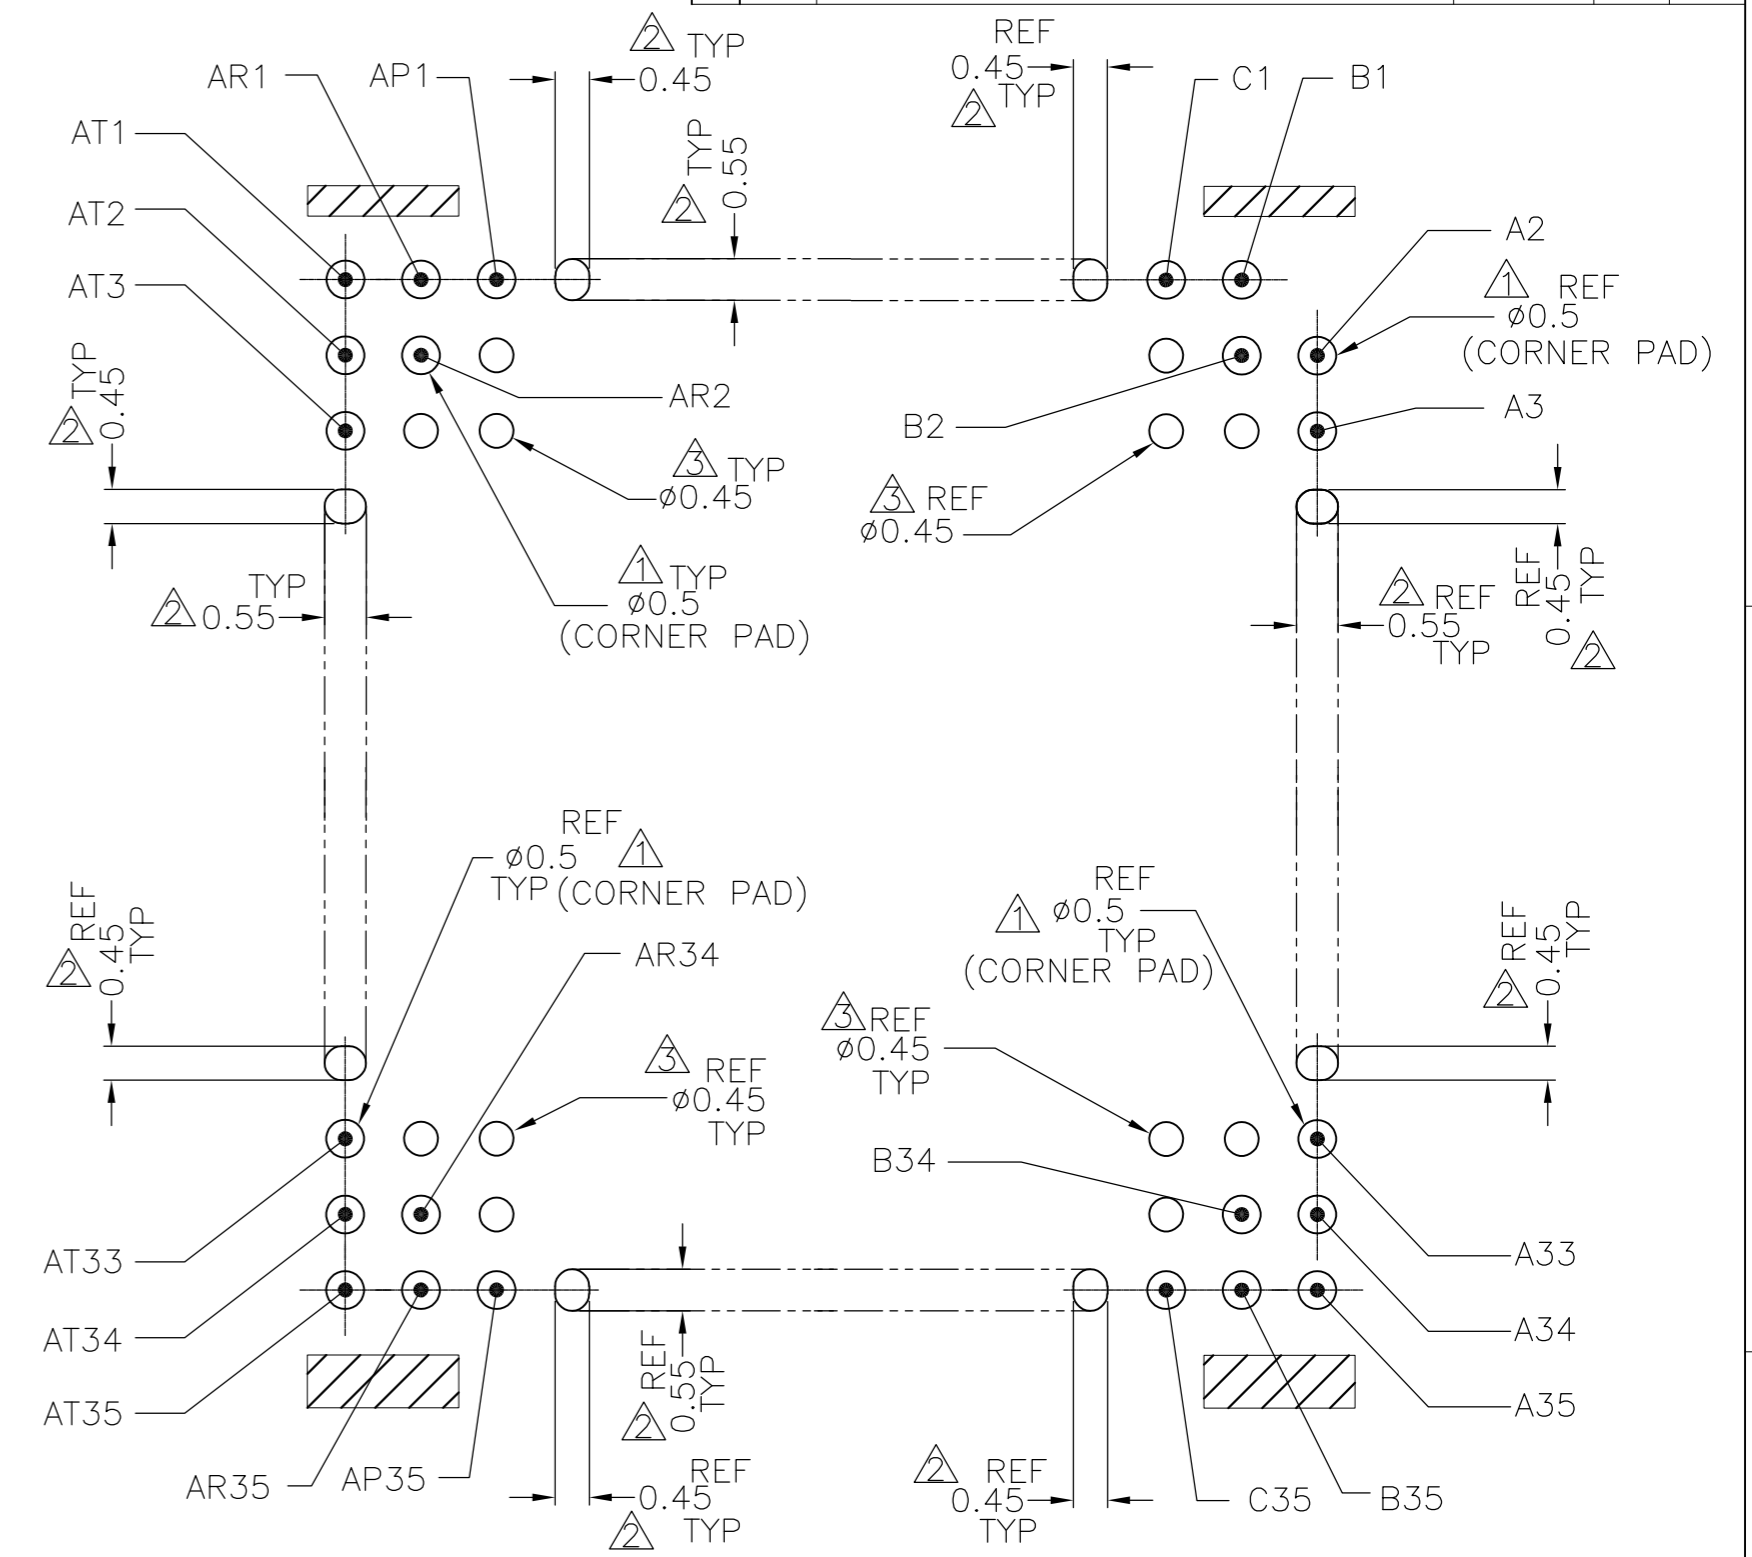 2 TYP
0.45
REF
0.45
TYP
2
AR1
AP1
C1
B1
AT1
2 TYP
0.55
AT2
A2
AT3
1 REF
ø0.5
(CORNER PAD)
2 TYP
0.45
AR2
B2
A3
3 TYP
ø0.45
3 REF
ø0.45
1 TYP
ø0.5
(CORNER PAD)
TYP
2 0.55
2 REF
0.55
TYP
REF
0.45
TYP
2
REF
ø0.5 1
TYP (CORNER PAD)
REF
1 ø0.5
TYP
(CORNER PAD)
2 REF
0.45
TYP
AR34
2 REF
0.45
TYP
3 REF
ø0.45
TYP
3 REF
ø0.45
TYP
B34
AT33
A33
AT34
A34
2 REF
0.55
TYP
AT35
A35
AR35
AP35
REF
0.45
TYP
2
2 REF
0.45
TYP
C35
B35